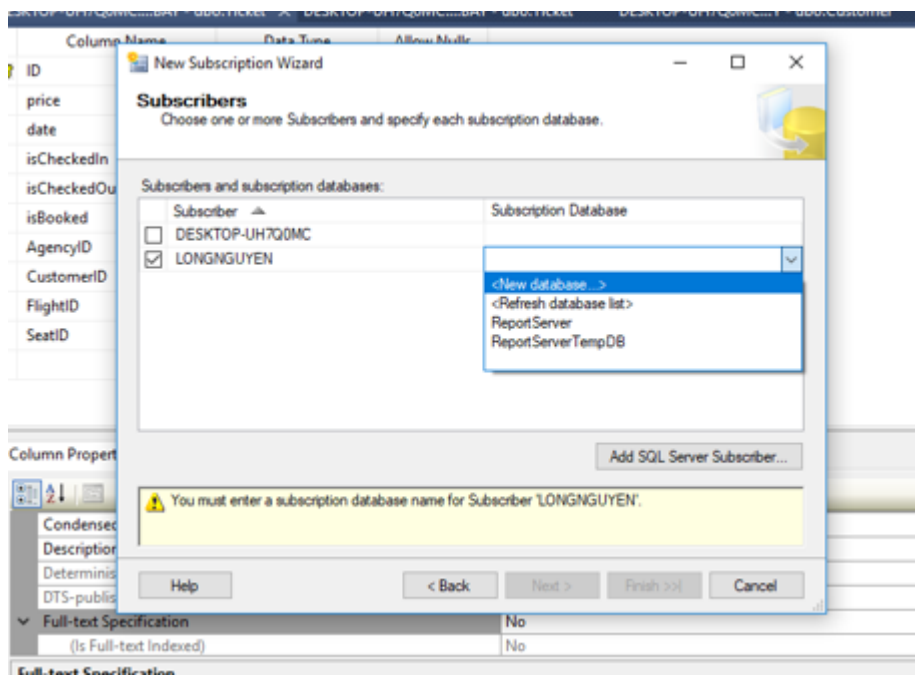 Column Name Data Type Allow Nulls
ID
price
date
isCheckedIn
isCheckedOu
isBooked
AgencyID
CustomerID
FlightID
SeatID
New Subscription Wizard
Subscribers
Choose one or more Subscribers and specify each subscription database.
Subscribers and subscription databases:
Subscriber Subscription Database
DESKTOP-UH7Q0MC
LONGNGUYEN
<New database...>
<Refresh database list>
ReportServer
ReportServerTempDB
Add SQL Server Subscriber...
You must enter a subscription database name for Subscriber 'LONGNGUYEN'.
Help < Back Next > Finish >>| Cancel
Column Propert
Condensed
Description
Determinis
DTS-publis
Full-text Specification No
(Is Full-text Indexed) No
Full-text Specification